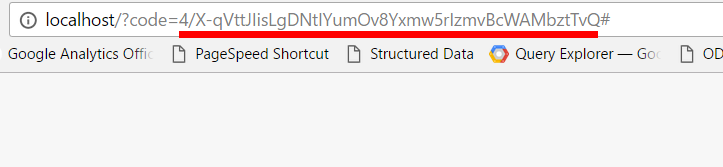 localhost/?code=4/X-qVttJIisLgDNtIYumOv8Yxmw5rIzmvBcWAMbztTvQ#
Google Analytics Offic PageSpeed Shortcut Structured Data Query Explorer — Goo OD